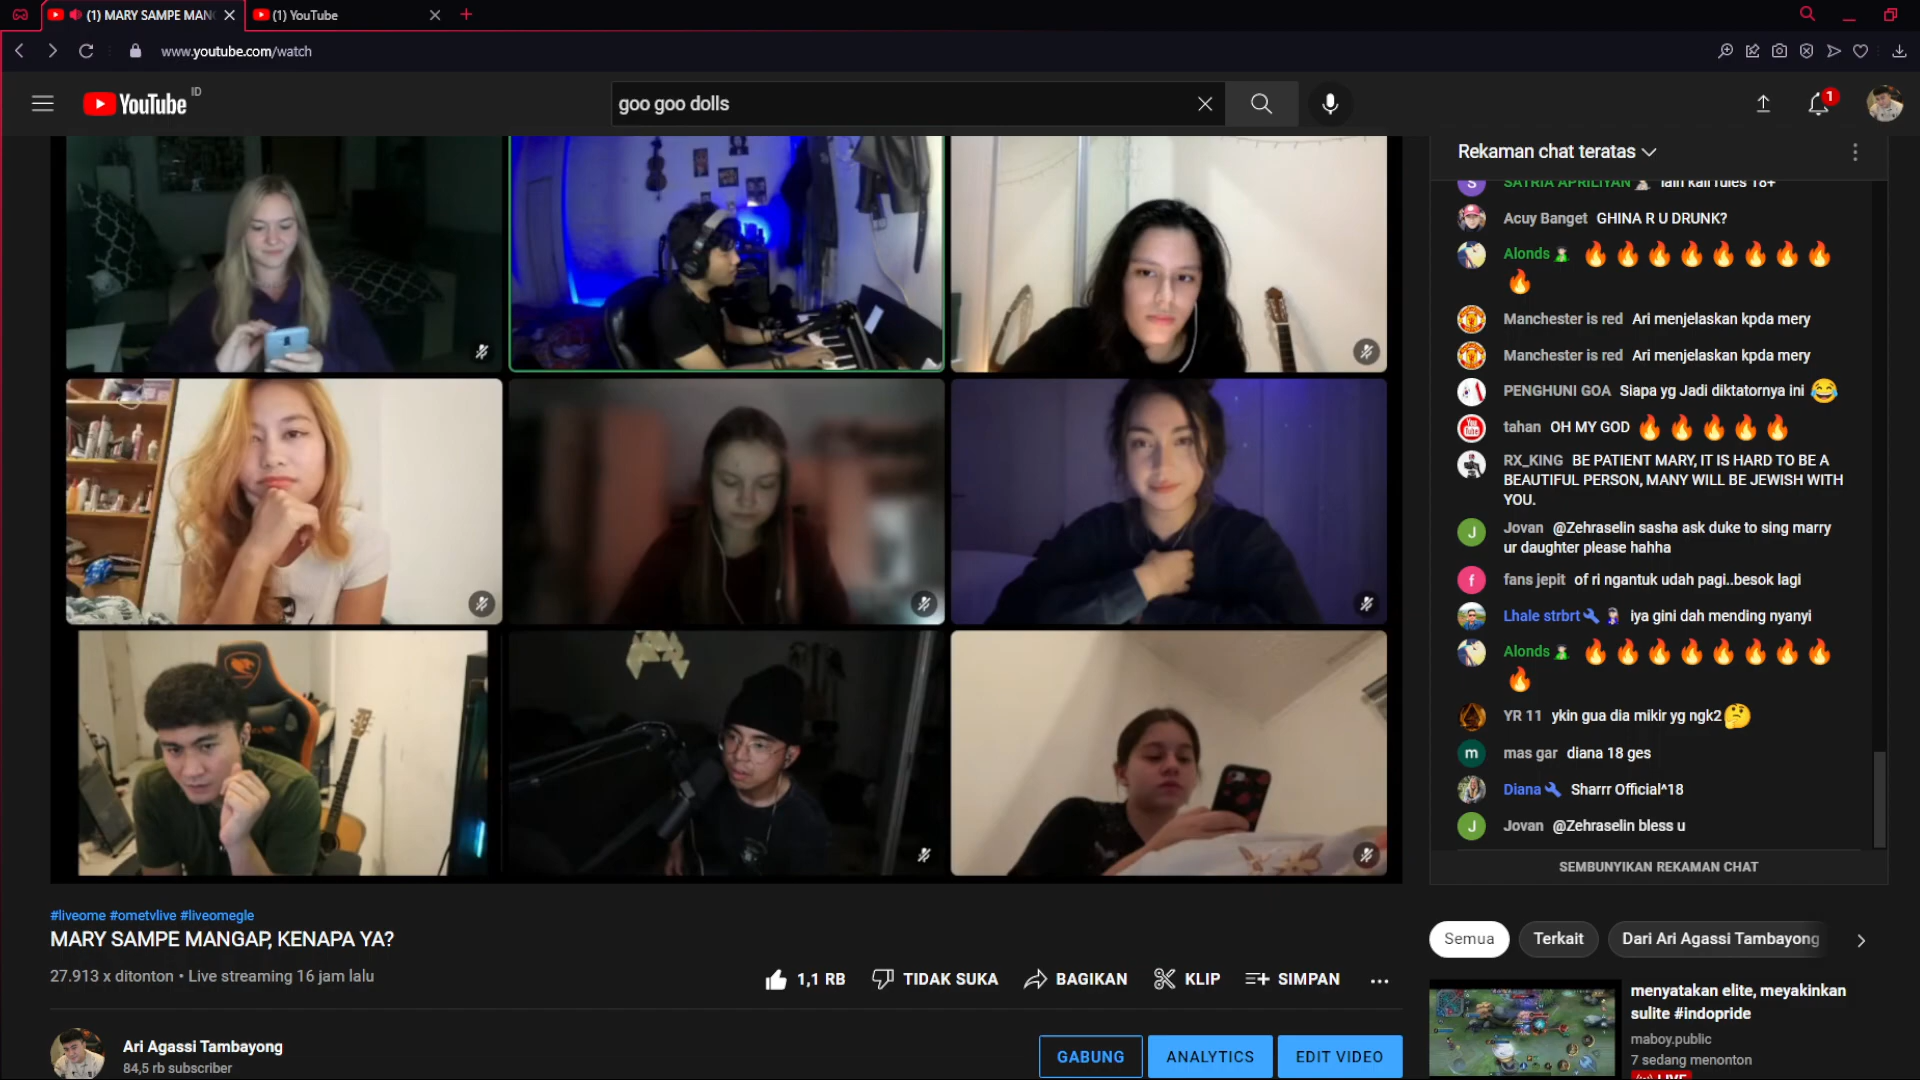 (1) MARY SAMPE MAN
(1) YouTube
www.youtube.com/watch
YouTube ID
goo goo dolls
1
Rekaman chat teratas
SATRIA APRILIYAN lain kali rules 18+
Acuy Banget GHINA R U DRUNK?
Alonds 🔥🔥🔥🔥🔥🔥🔥🔥
🔥
Manchester is red Ari menjelaskan kpda mery
Manchester is red Ari menjelaskan kpda mery
PENGHUNI GOA Siapa yg Jadi diktatornya ini 😂
tahan OH MY GOD 🔥🔥🔥🔥🔥
RX_KING BE PATIENT MARY, IT IS HARD TO BE A
BEAUTIFUL PERSON, MANY WILL BE JEWISH WITH
YOU.
J Jovan @Zehraselin sasha ask duke to sing marry
ur daughter please hahha
f fans jepit of ri ngantuk udah pagi..besok lagi
Lhale strbrt iya gini dah mending nyanyi
Alonds 🔥🔥🔥🔥🔥🔥🔥🔥
🔥
YR 11 ykin gua dia mikir yg ngk2🤔
m mas gar diana 18 ges
Diana Sharrr Official^18
J Jovan @Zehraselin bless u
SEMBUNYIKAN REKAMAN CHAT
#liveome #ometvlive #liveomegle
MARY SAMPE MANGAP, KENAPA YA?
27.913 x ditonton • Live streaming 16 jam lalu
1,1 RB TIDAK SUKA BAGIKAN KLIP SIMPAN
Ari Agassi Tambayong
84,5 rb subscriber
GABUNG ANALYTICS EDIT VIDEO
Semua Terkait Dari Ari Agassi Tambayong
menyatakan elite, meyakinkan
sulite #indopride
maboy.public
7 sedang menonton
LIVE